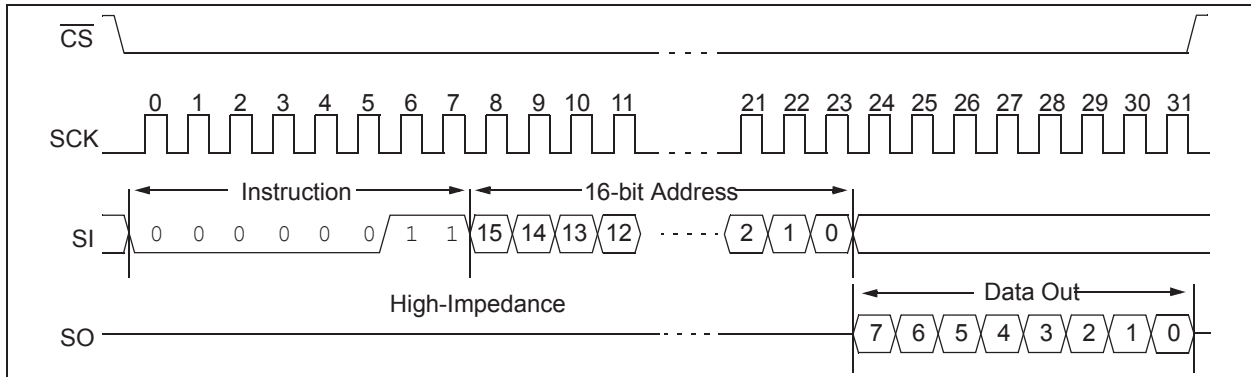 CS
0 1 2 3 4 5 6 7 8 9 10 11 21 22 23 24 25 26 27 28 29 30 31
SCK
Instruction 16-bit Address
SI 0 0 0 0 0 0 1 1 15 14 13 12 2 1 0
High-Impedance Data Out
SO 7 6 5 4 3 2 1 0